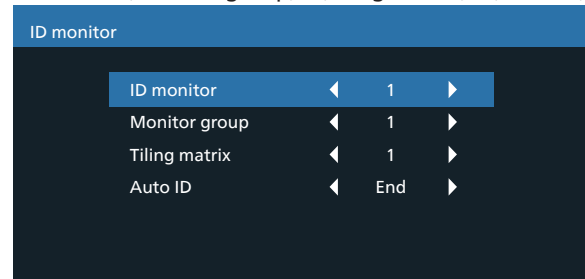 ID monitor
ID monitor 1
Monitor group 1
Tiling matrix 1
Auto ID End